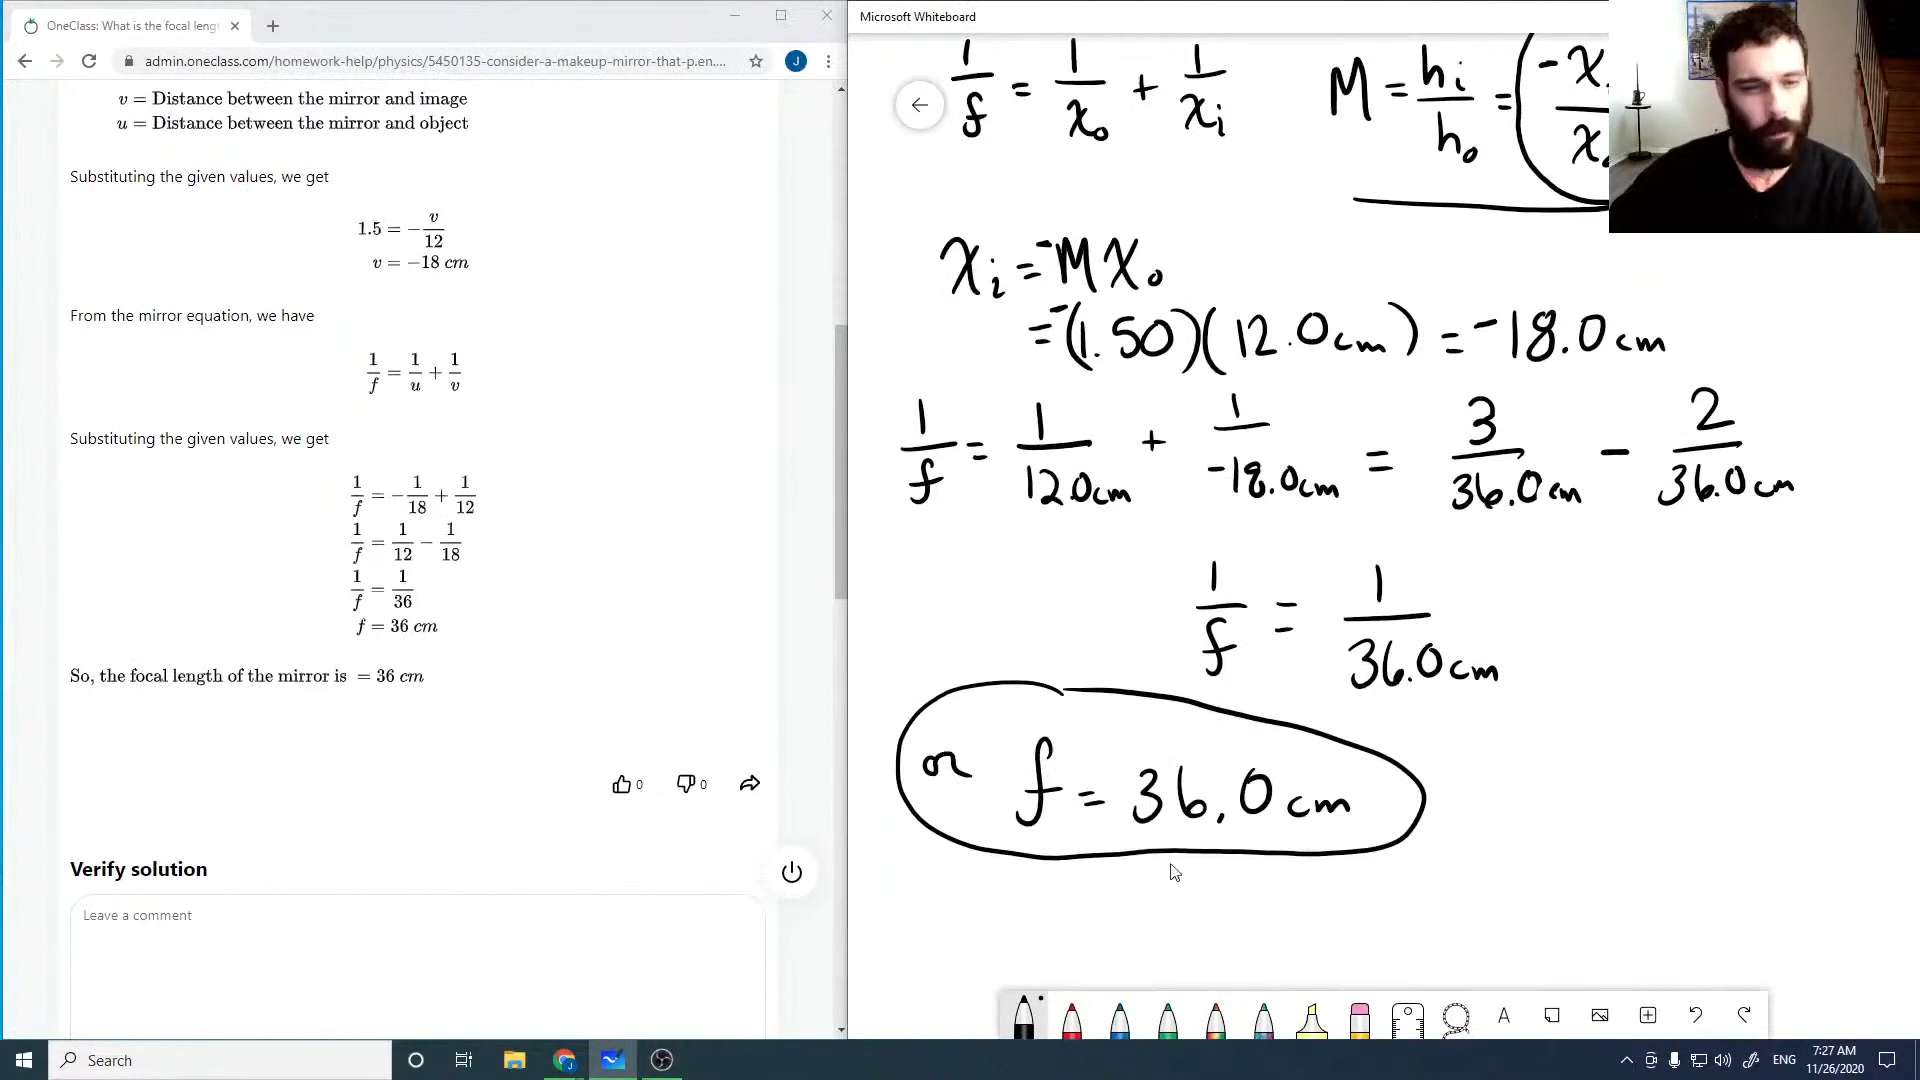 OneClass: What is the focal leng
admin.oneclass.com/homework-help/physics/5450135-consider-a-makeup-mirror-that-p.en....
J
v = Distance between the mirror and image
u = Distance between the mirror and object
Substituting the given values, we get
1.5 = -v/12
v = -18 cm
From the mirror equation, we have
1/f = 1/u + 1/v
Substituting the given values, we get
1/f = -1/18 + 1/12
1/f = 1/12 - 1/18
1/f = 1/36
f = 36 cm
So, the focal length of the mirror is = 36 cm
0 0
Verify solution
Leave a comment
Microsoft Whiteboard
1/f = 1/xo + 1/xi M = hi/ho =
xi = -Mxo
= -(1.50)(12.0cm) = -18.0cm
1/f = 1/12.0cm + 1/-18.0cm = 3/36.0cm - 2/36.0cm
1/f = 1/36.0cm
or f = 36.0cm
A
Search
ENG
7:27 AM
11/26/2020